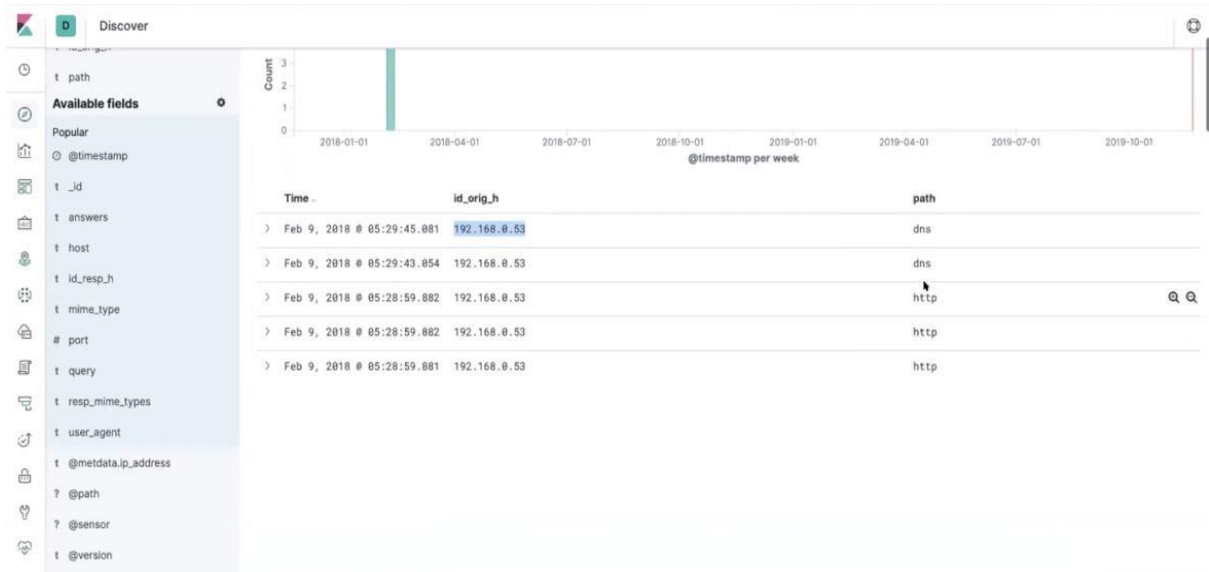 D Discover
t id_orig_h
t path
Available fields
Popular
@timestamp
t _id
t answers
t host
t id_resp_h
t mime_type
# port
t query
t resp_mime_types
t user_agent
t @metdata.ip_address
? @path
? @sensor
t @version
Count
3
2
1
0
2018-01-01 2018-04-01 2018-07-01 2018-10-01 2019-01-01 2019-04-01 2019-07-01 2019-10-01
@timestamp per week
Time id_orig_h path
Feb 9, 2018 @ 05:29:45.081 192.168.0.53 dns
Feb 9, 2018 @ 05:29:43.054 192.168.0.53 dns
Feb 9, 2018 @ 05:28:59.882 192.168.0.53 http
Feb 9, 2018 @ 05:28:59.882 192.168.0.53 http
Feb 9, 2018 @ 05:28:59.881 192.168.0.53 http